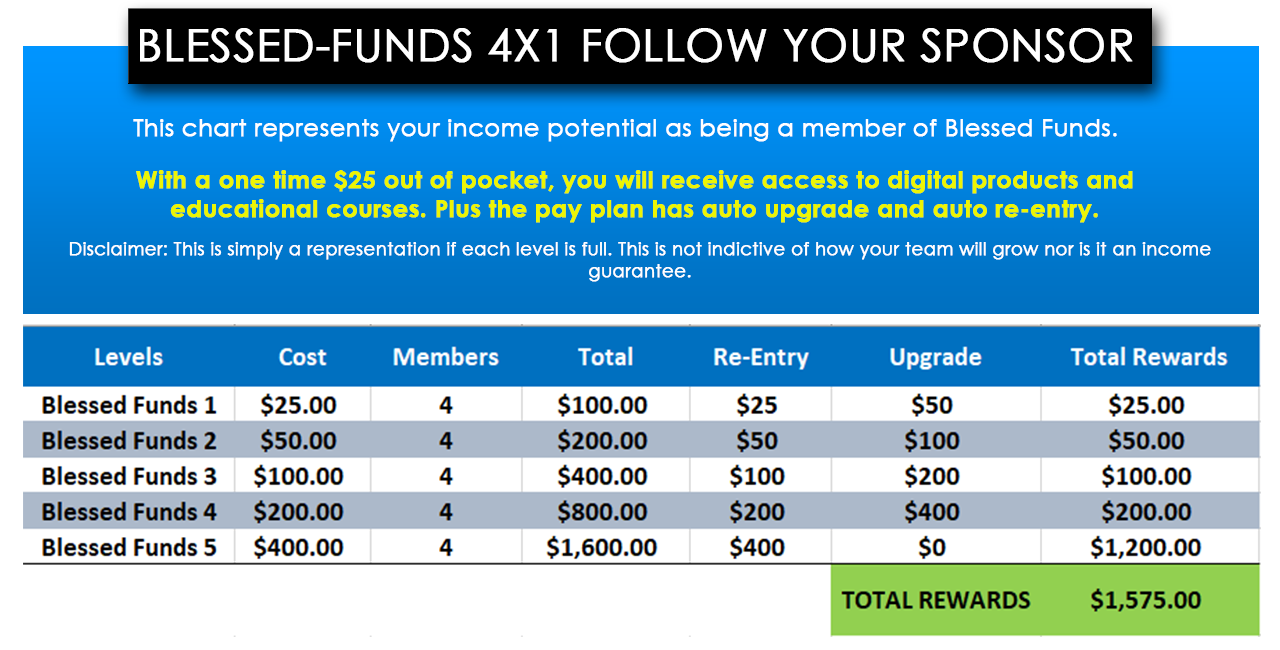 BLESSED-FUNDS 4X1 FOLLOW YOUR SPONSOR
This chart represents your income potential as being a member of Blessed Funds.
With a one time $25 out of pocket, you will receive access to digital products and
educational courses. Plus the pay plan has auto upgrade and auto re-entry.
Disclaimer: This is simply a representation if each level is full. This is not indictive of how your team will grow nor is it an income
guarantee.
Levels Cost Members Total Re-Entry Upgrade Total Rewards
Blessed Funds 1 $25.00 4 $100.00 $25 $50 $25.00
Blessed Funds 2 $50.00 4 $200.00 $50 $100 $50.00
Blessed Funds 3 $100.00 4 $400.00 $100 $200 $100.00
Blessed Funds 4 $200.00 4 $800.00 $200 $400 $200.00
Blessed Funds 5 $400.00 4 $1,600.00 $400 $0 $1,200.00
TOTAL REWARDS $1,575.00